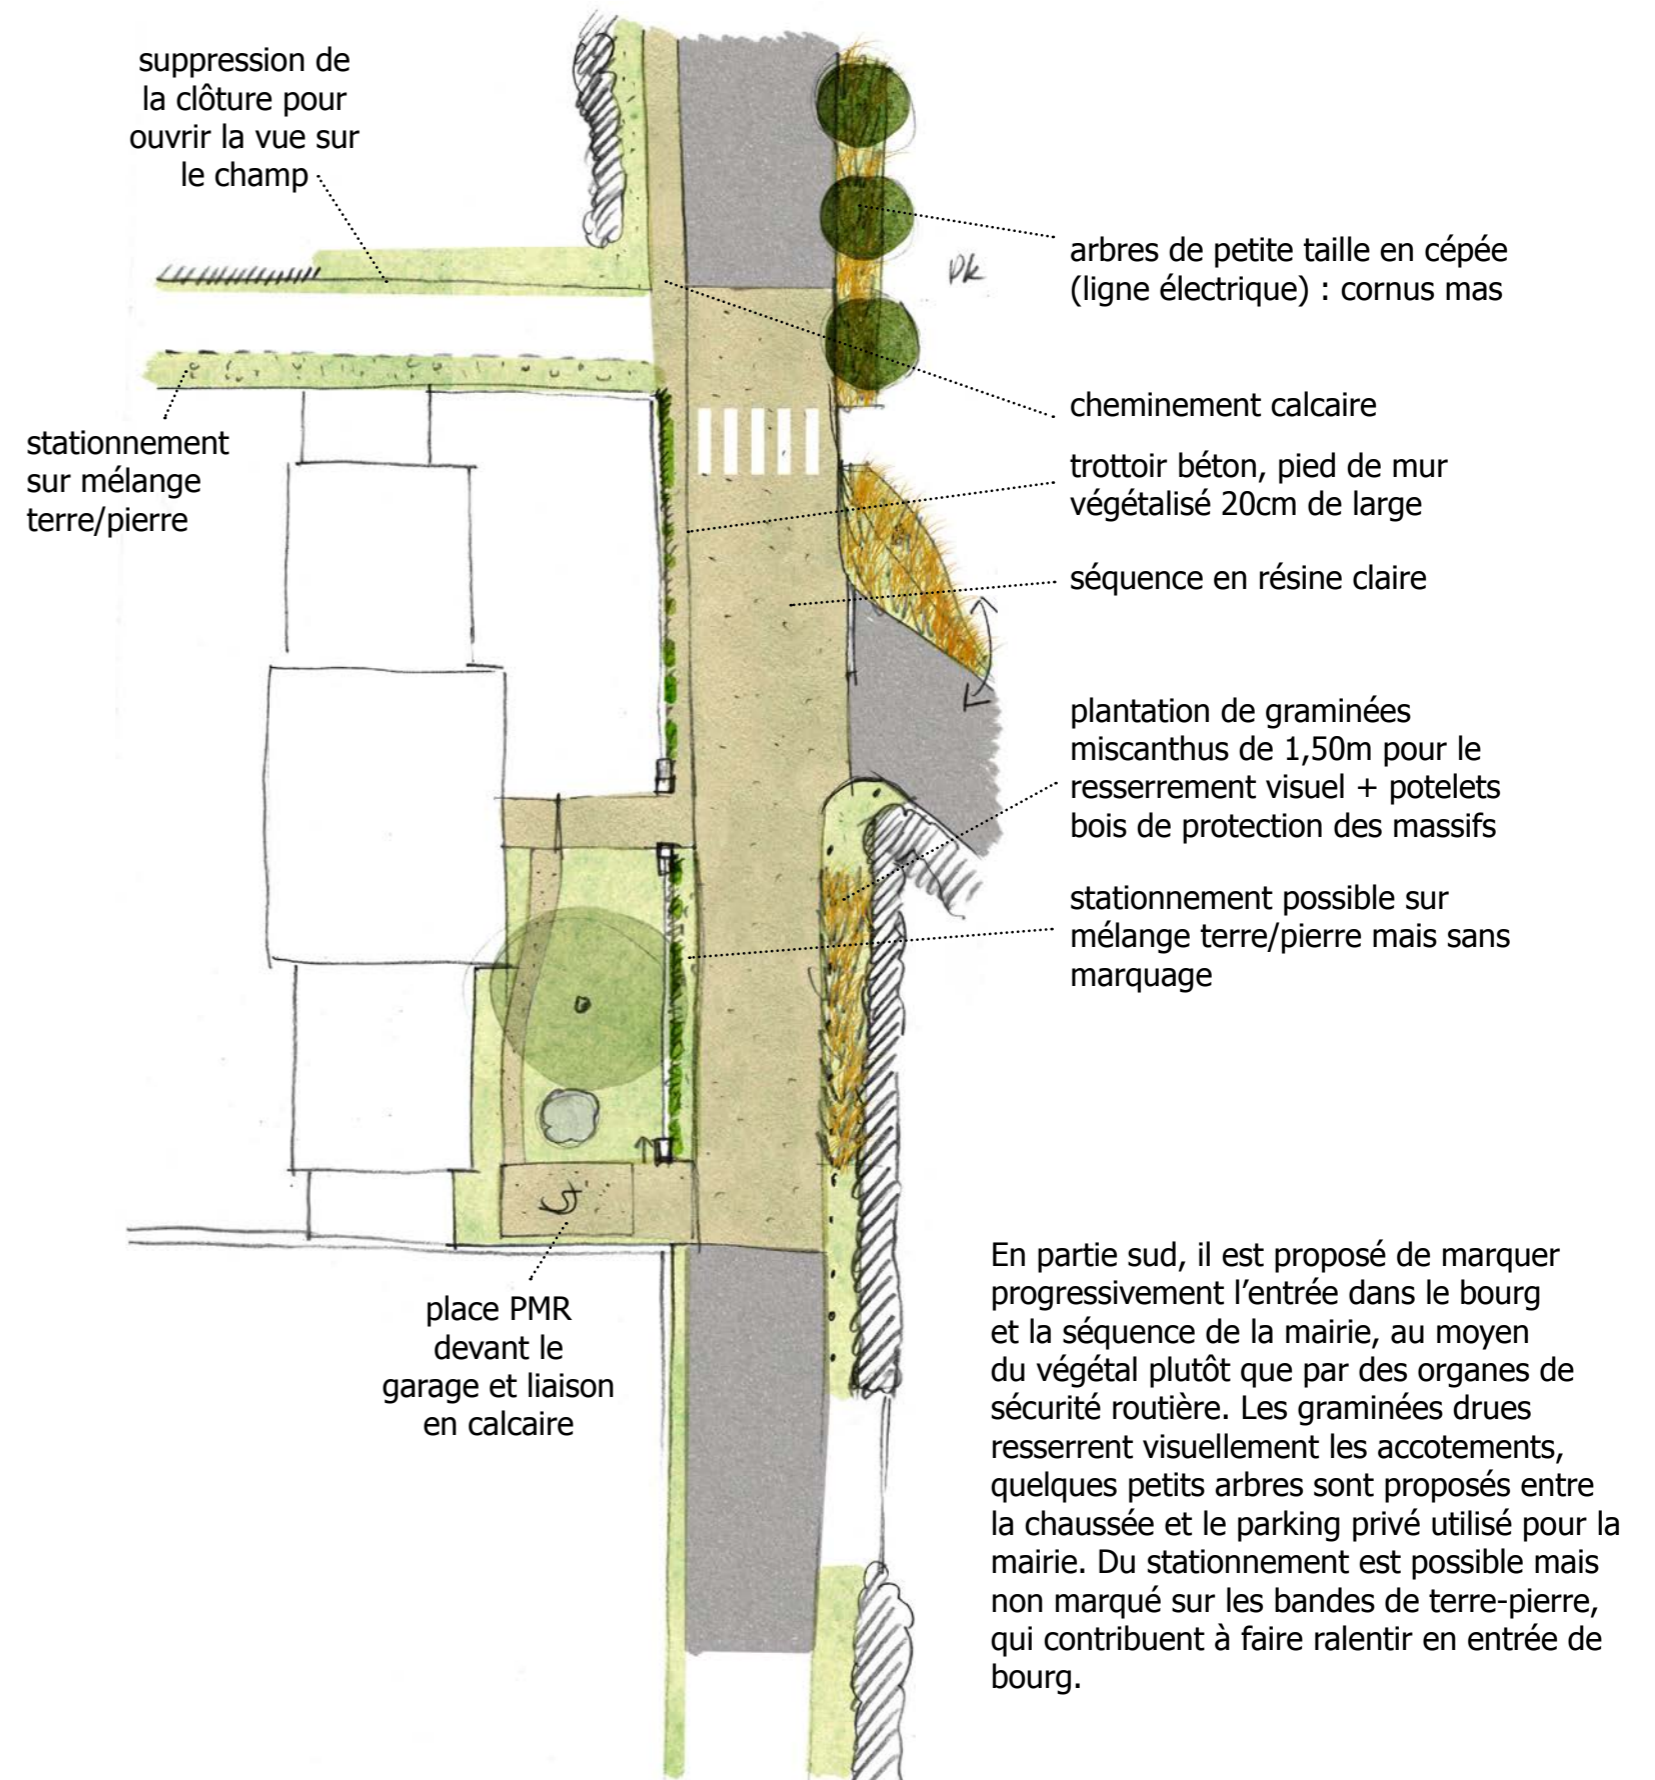 suppression de
la clôture pour
ouvrir la vue sur
le champ
arbres de petite taille en cépée
(ligne électrique) : cornus mas
pk
cheminement calcaire
stationnement
sur mélange
terre/pierre
trottoir béton, pied de mur
végétalisé 20cm de large
séquence en résine claire
plantation de graminées
miscanthus de 1,50m pour le
resserrement visuel + potelets
bois de protection des massifs
stationnement possible sur
mélange terre/pierre mais sans
marquage
place PMR
devant le
garage et liaison
en calcaire
En partie sud, il est proposé de marquer
progressivement l’entrée dans le bourg
et la séquence de la mairie, au moyen
du végétal plutôt que par des organes de
sécurité routière. Les graminées drues
resserrent visuellement les accotements,
quelques petits arbres sont proposés entre
la chaussée et le parking privé utilisé pour la
mairie. Du stationnement est possible mais
non marqué sur les bandes de terre-pierre,
qui contribuent à faire ralentir en entrée de
bourg.